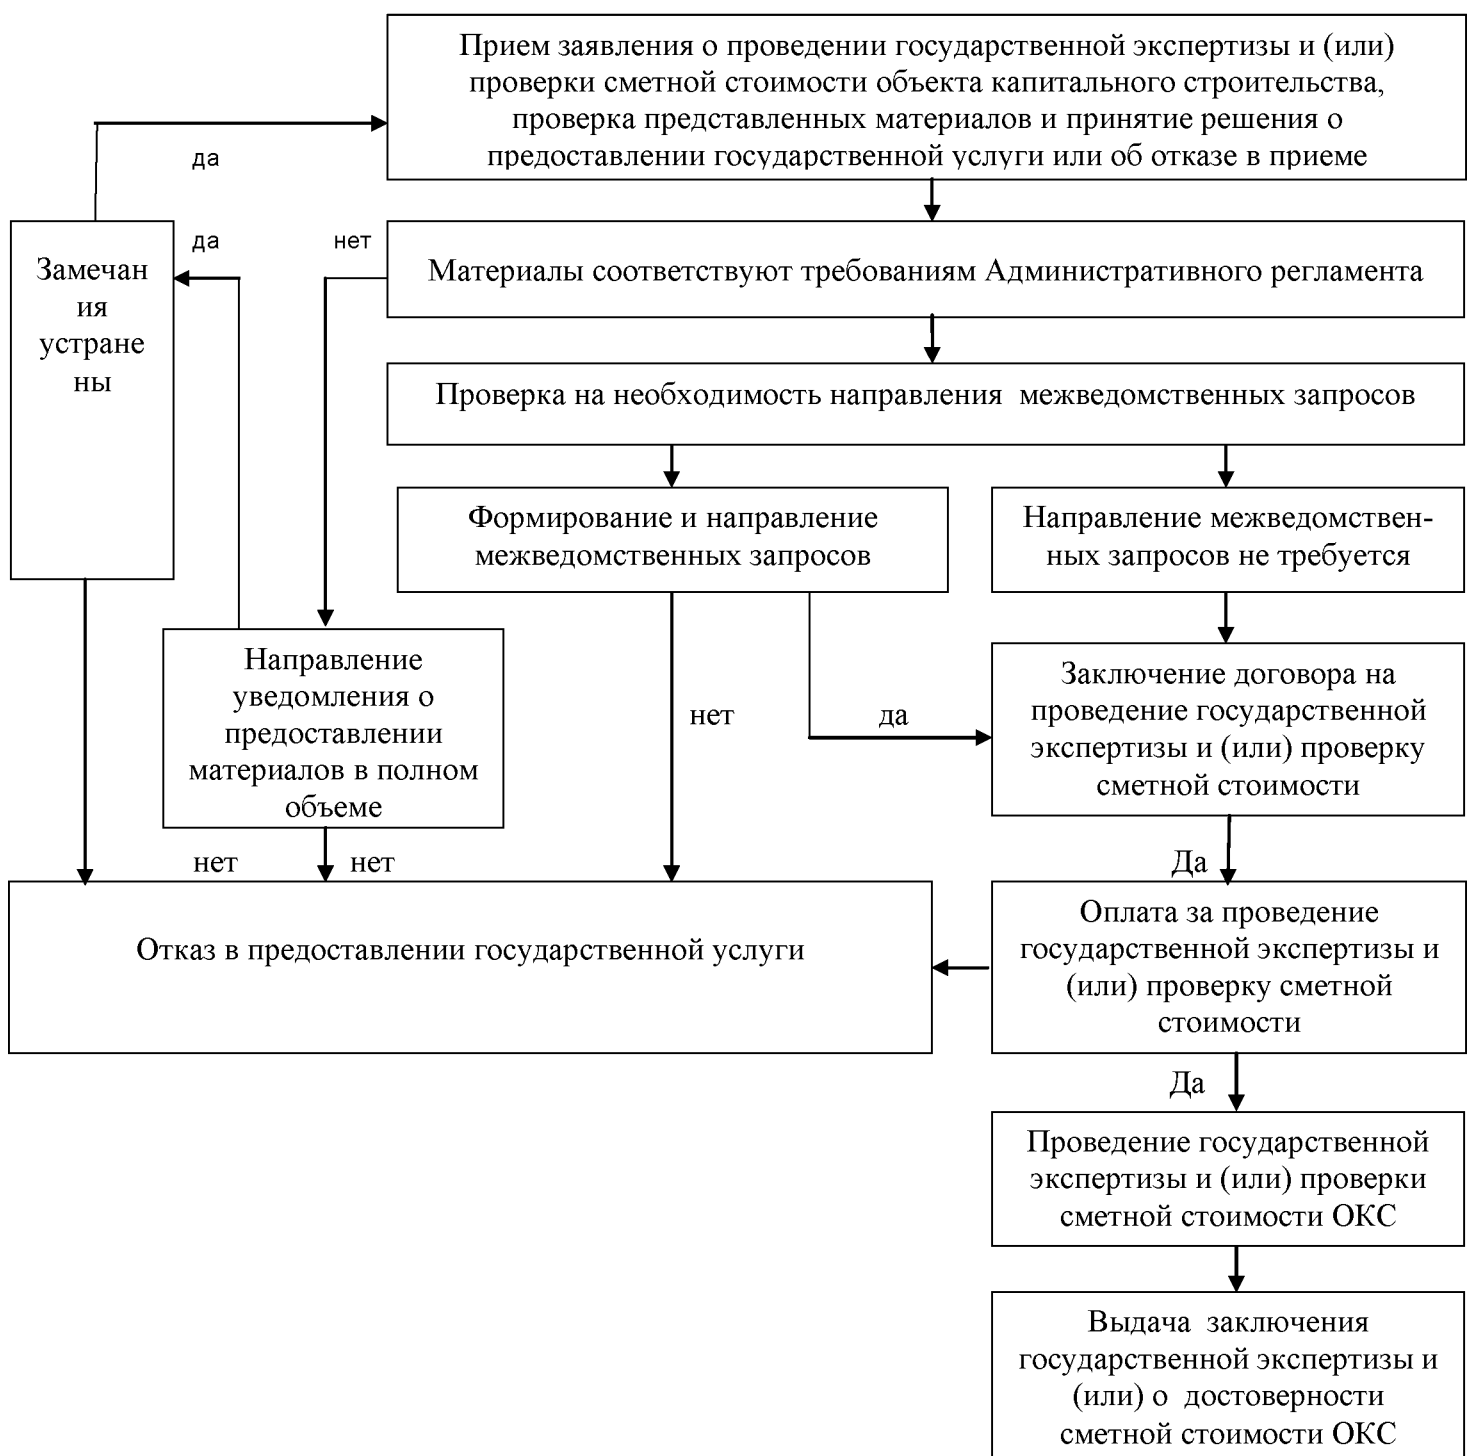 Прием заявления о проведении государственной экспертизы и (или)
проверки сметной стоимости объекта капитального строительства,
проверка представленных материалов и принятие решения о
предоставлении государственной услуги или об отказе в приеме
да
да
нет
Замечан
ия
устране
ны
Материалы соответствуют требованиям Административного регламента
Проверка на необходимость направления межведомственных запросов
Формирование и направление
межведомственных запросов
Направление межведомствен-
ных запросов не требуется
Направление
уведомления о
предоставлении
материалов в полном
объеме
нет
да
Заключение договора на
проведение государственной
экспертизы и (или) проверку
сметной стоимости
нет
нет
Да
Отказ в предоставлении государственной услуги
Оплата за проведение
государственной экспертизы и
(или) проверку сметной
стоимости
Да
Проведение государственной
экспертизы и (или) проверки
сметной стоимости ОКС
Выдача заключения
государственной экспертизы и
(или) о достоверности
сметной стоимости ОКС